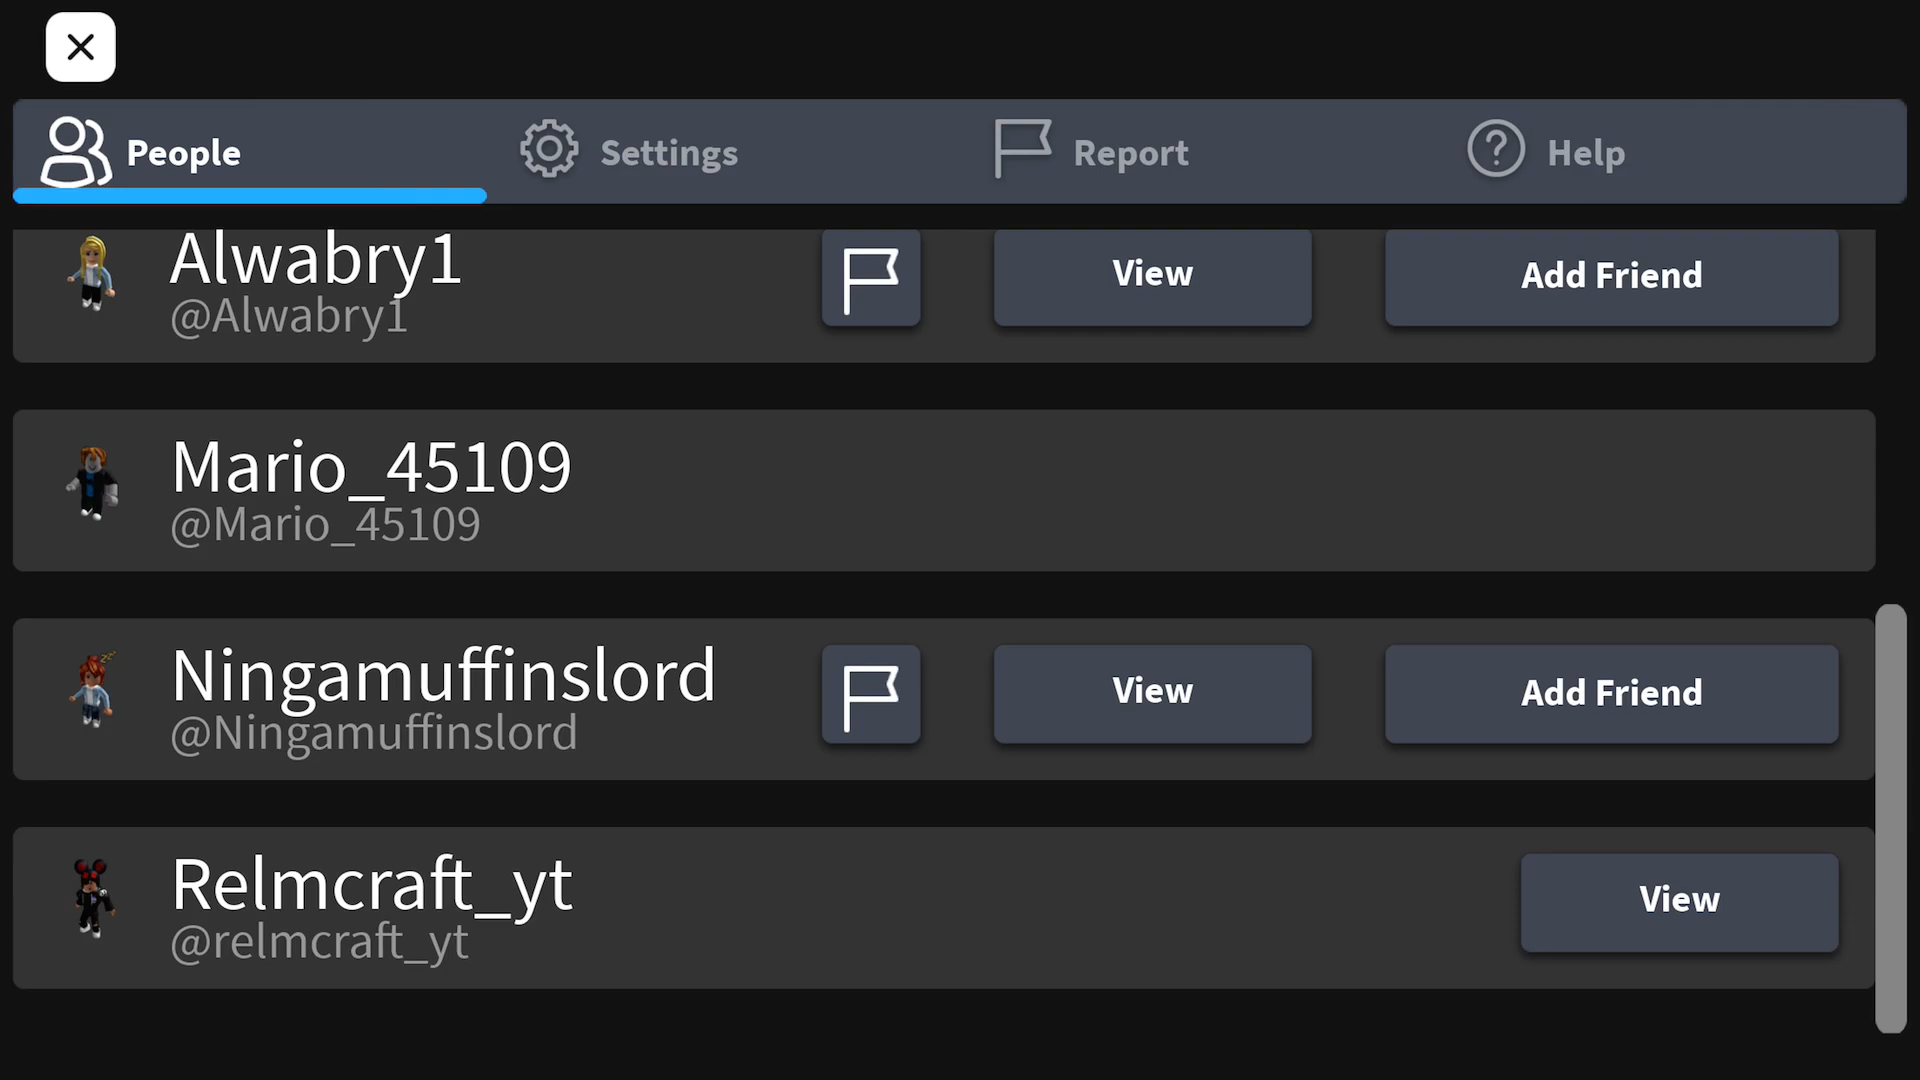 People
Settings
Report
Help
Alwabry1
@Alwabry1
View
Add Friend
Mario_45109
@Mario_45109
Ningamuffinslord
@Ningamuffinslord
View
Add Friend
Relmcraft_yt
@relmcraft_yt
View